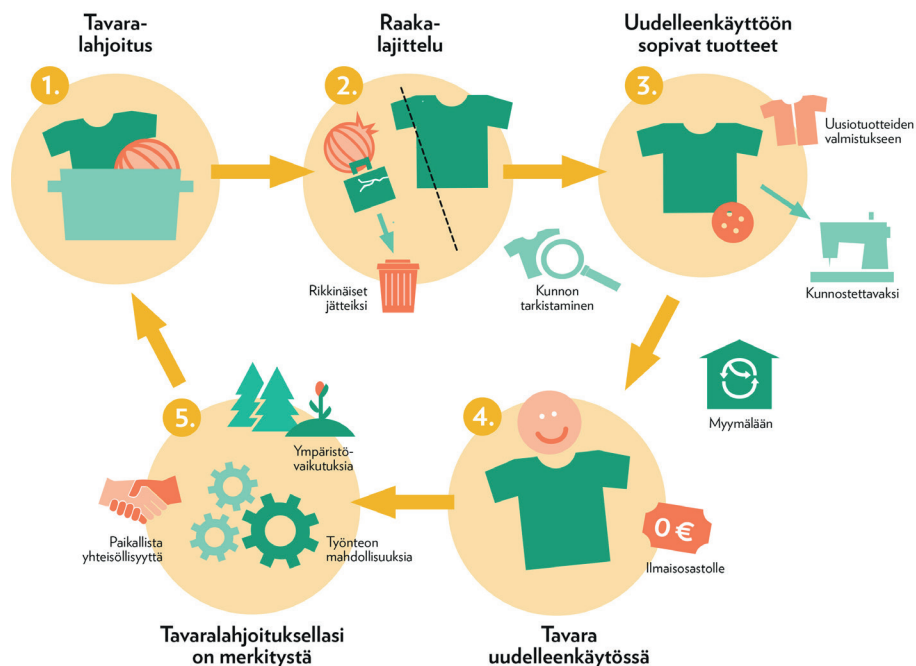 Tavara-
lahjoitus
1.
Raaka-
lajittelu
2.
Rikkinäiset
jätteiksi
Kunnon
tarkistaminen
Uudelleenkäyttöön
sopivat tuotteet
3.
Uusiotuotteiden
valmistukseen
Kunnostettavaksi
Myymälään
4.
0 €
Ilmaisosastolle
Tavara
uudelleenkäytössä
5.
Ympäristö-
vaikutuksia
Paikallista
yhteisöllisyyttä
Työnteon
mahdollisuuksia
Tavaralahjoituksellasi
on merkitystä